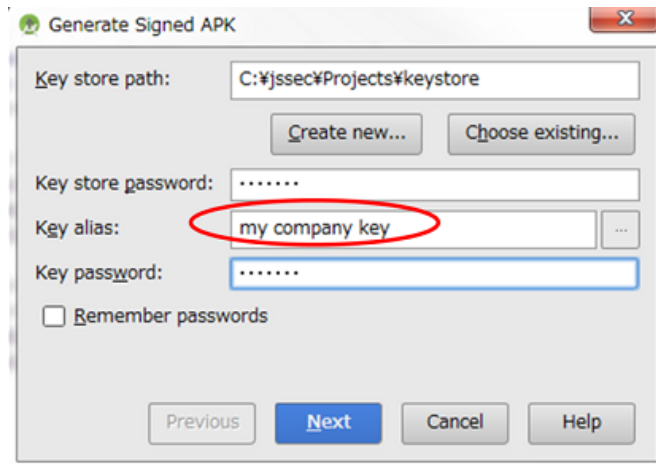 Generate Signed APK
Key store path: C:¥jssec¥Projects¥keystore
Create new... Choose existing...
Key store password: •••••••
Key alias: my company key ...
Key password: •••••••
Remember passwords
Previous Next Cancel Help